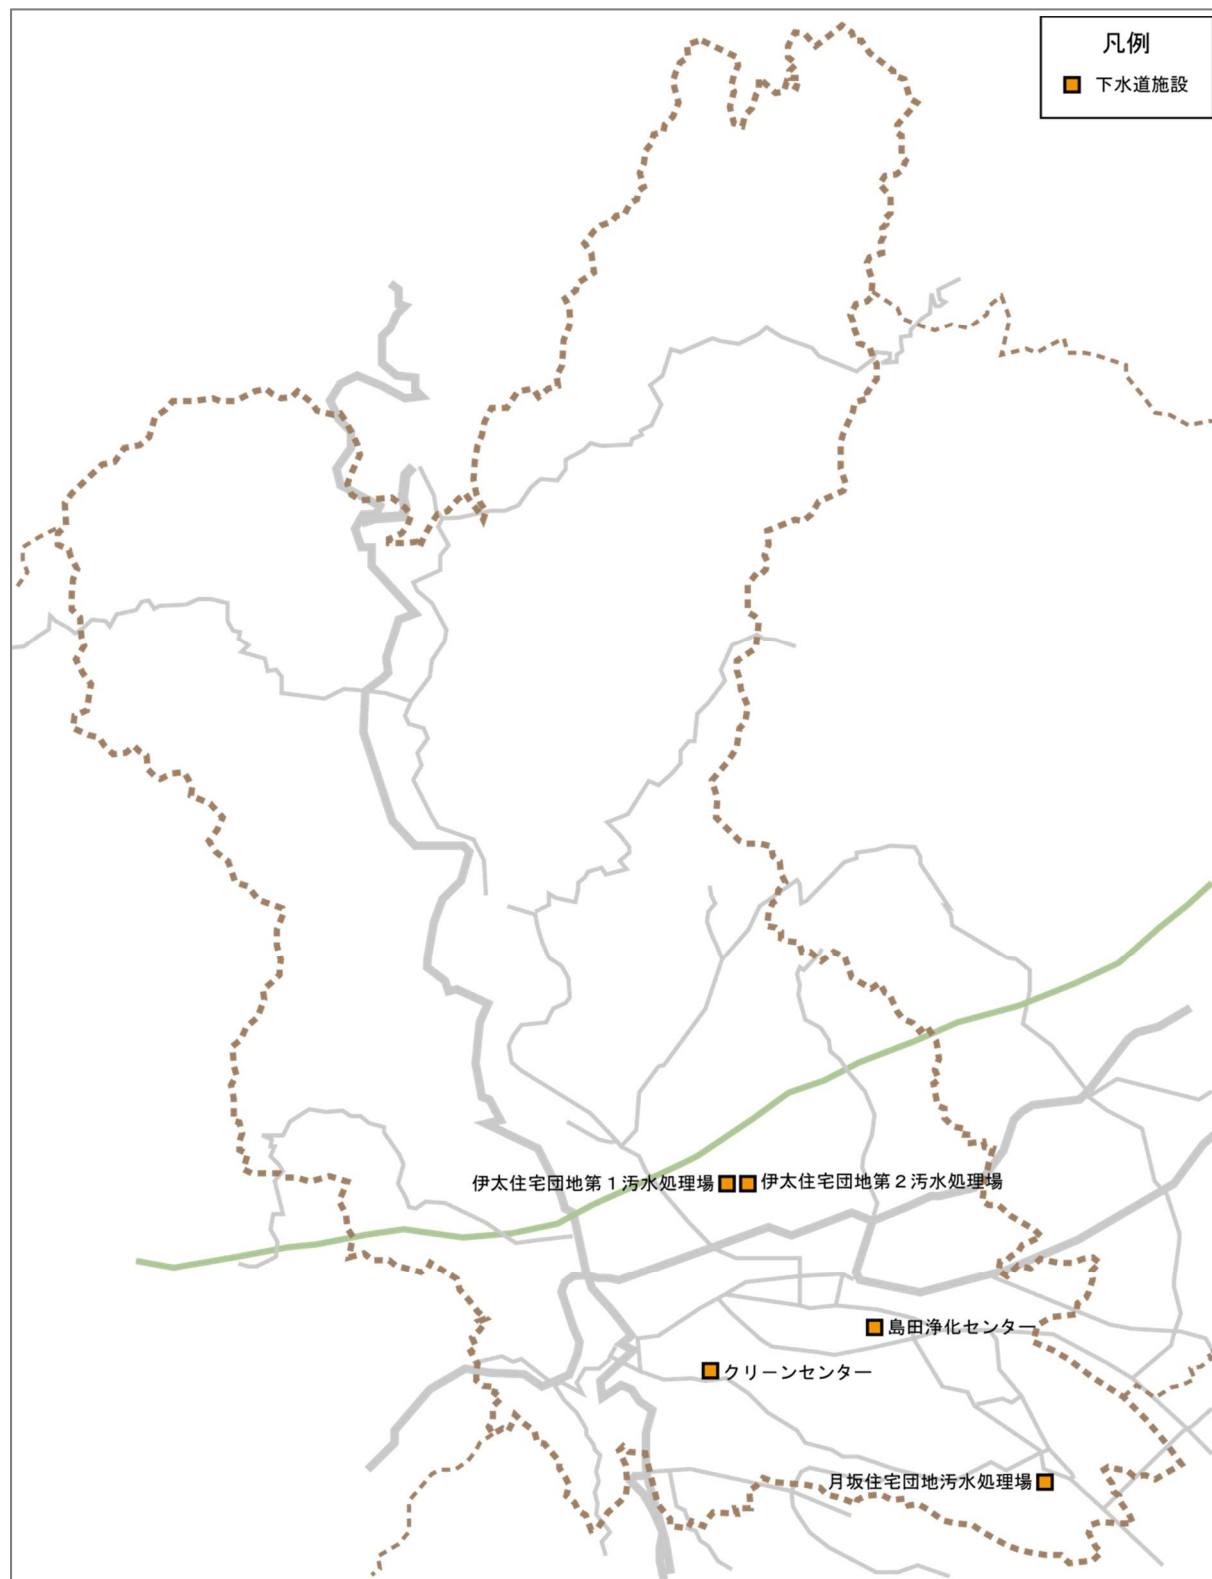 凡例
下水道施設
伊太住宅団地第１汚水処理場
伊太住宅団地第２汚水処理場
島田浄化センター
クリーンセンター
月坂住宅団地汚水処理場